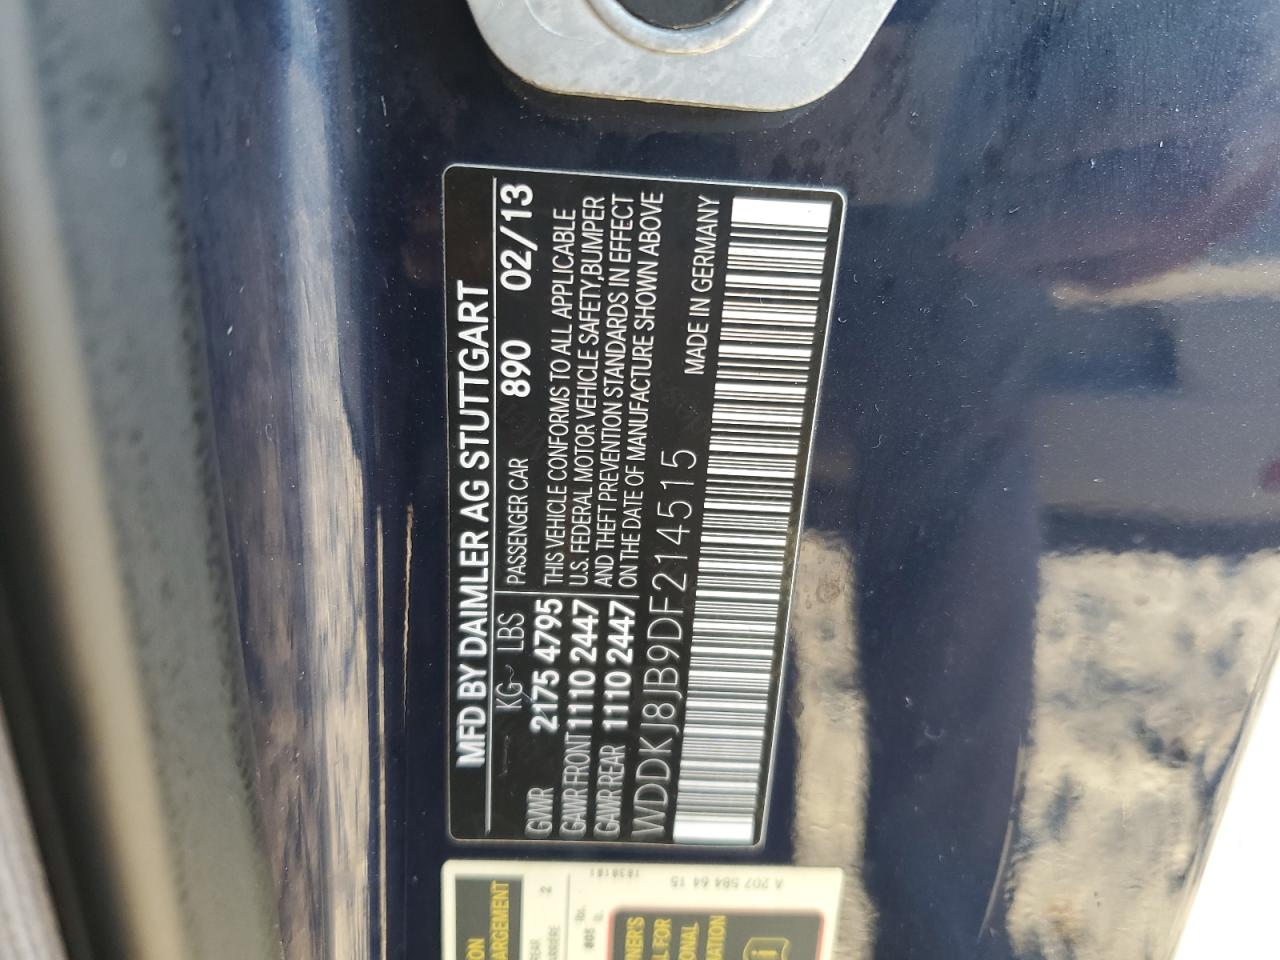 MFD BY DAIMLER AG STUTTGART
KG LBS PASSENGER CAR 890 02/13
GVWR 2175 4795 THIS VEHICLE CONFORMS TO ALL APPLICABLE
GAWR FRONT 1110 2447 U.S. FEDERAL MOTOR VEHICLE SAFETY,BUMPER
GAWR REAR 1110 2447 AND THEFT PREVENTION STANDARDS IN EFFECT
ON THE DATE OF MANUFACTURE SHOWN ABOVE
WDDKJ8JB9DF214515 MADE IN GERMANY
A 207 584 64 15